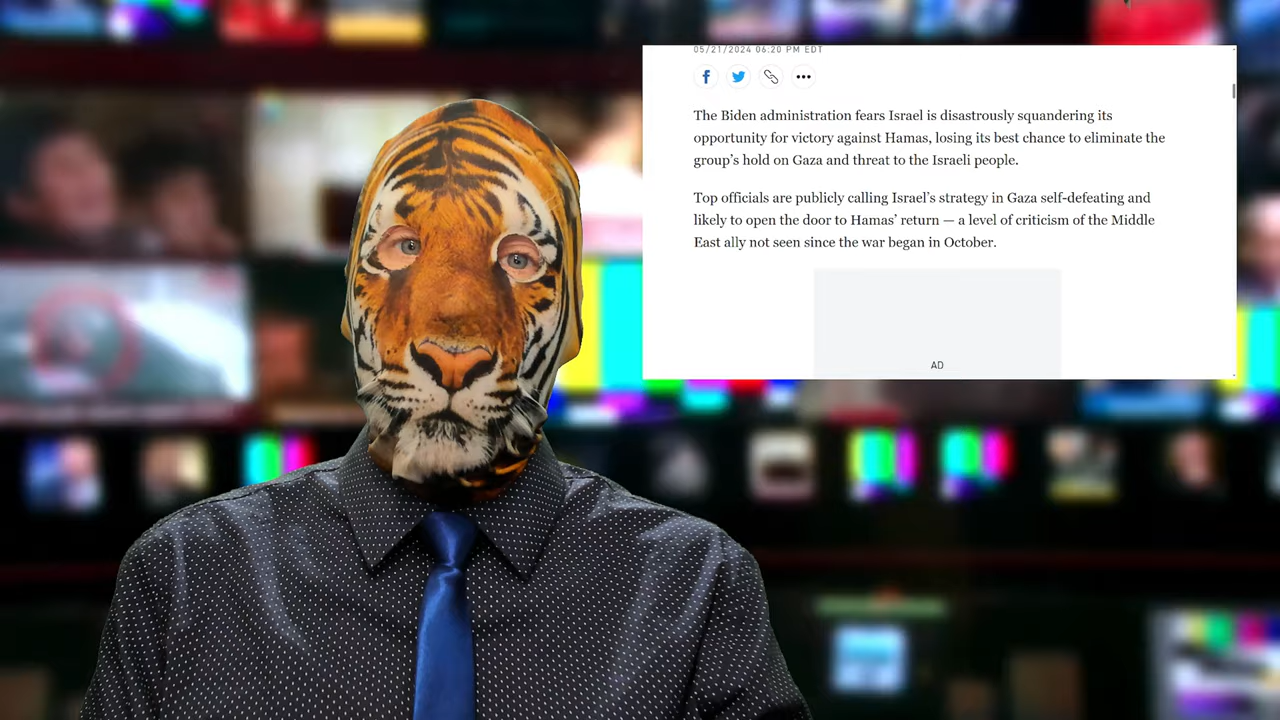 05/21/2024 06:20 PM EDT
The Biden administration fears Israel is disastrously squandering its
opportunity for victory against Hamas, losing its best chance to eliminate the
group’s hold on Gaza and threat to the Israeli people.
Top officials are publicly calling Israel’s strategy in Gaza self-defeating and
likely to open the door to Hamas’ return — a level of criticism of the Middle
East ally not seen since the war began in October.
AD